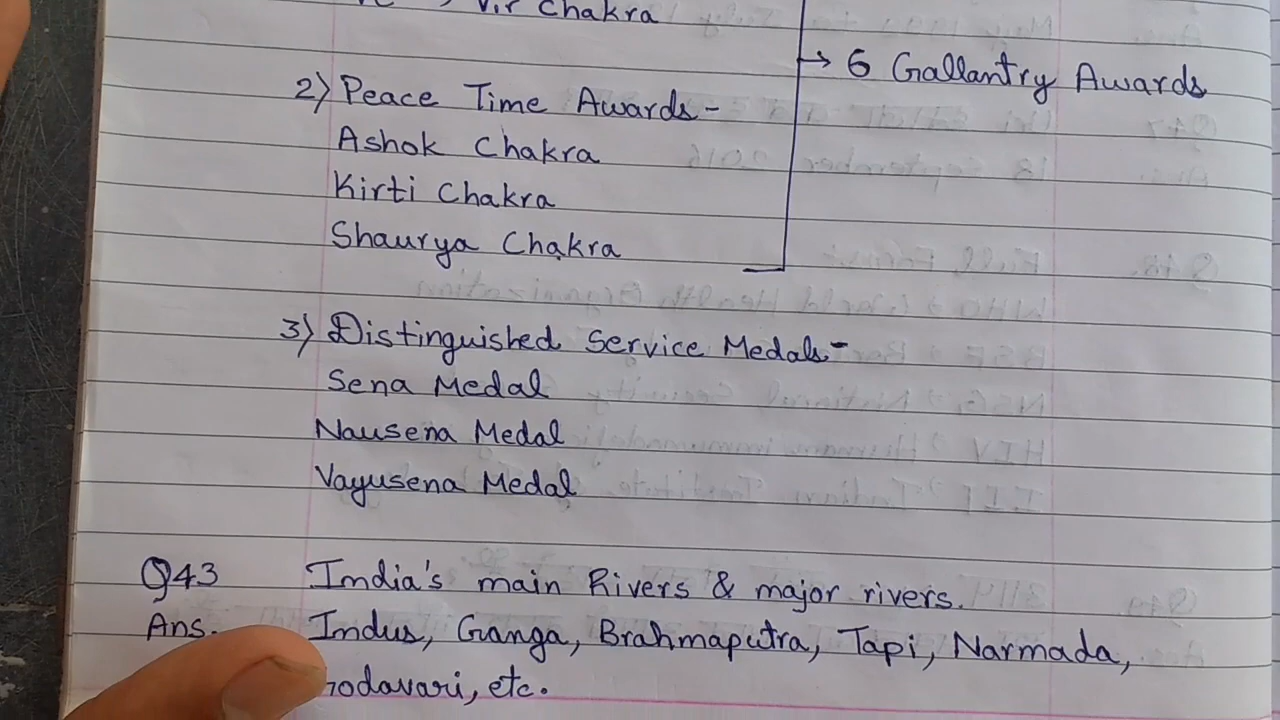 Vir Chakra
→ 6 Gallantry Awards
2) Peace Time Awards -
Ashok Chakra
Kirti Chakra
Shaurya Chakra
3) Distinguished Service Medals -
Sena Medal
Nausena Medal
Vayusena Medal
Q43 India's main Rivers & major rivers.
Ans. Indus, Ganga, Brahmaputra, Tapi, Narmada,
odavari, etc.